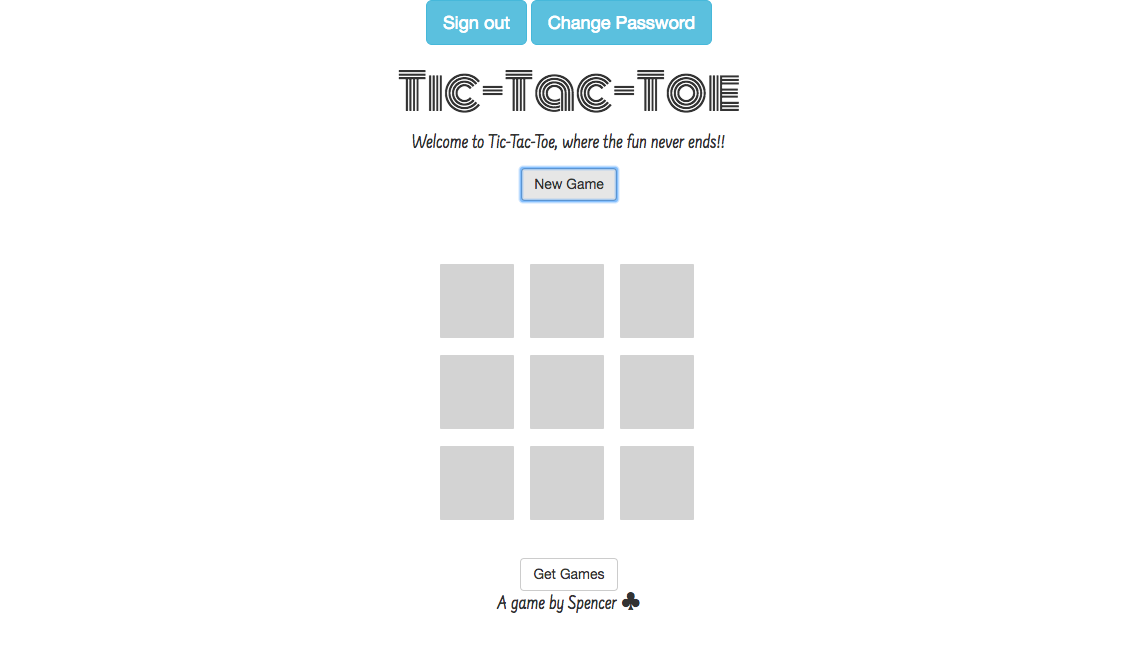 Sign out Change Password
Tic-Tac-Toe
Welcome to Tic-Tac-Toe, where the fun never ends!!
New Game
Get Games
A game by Spencer ♣